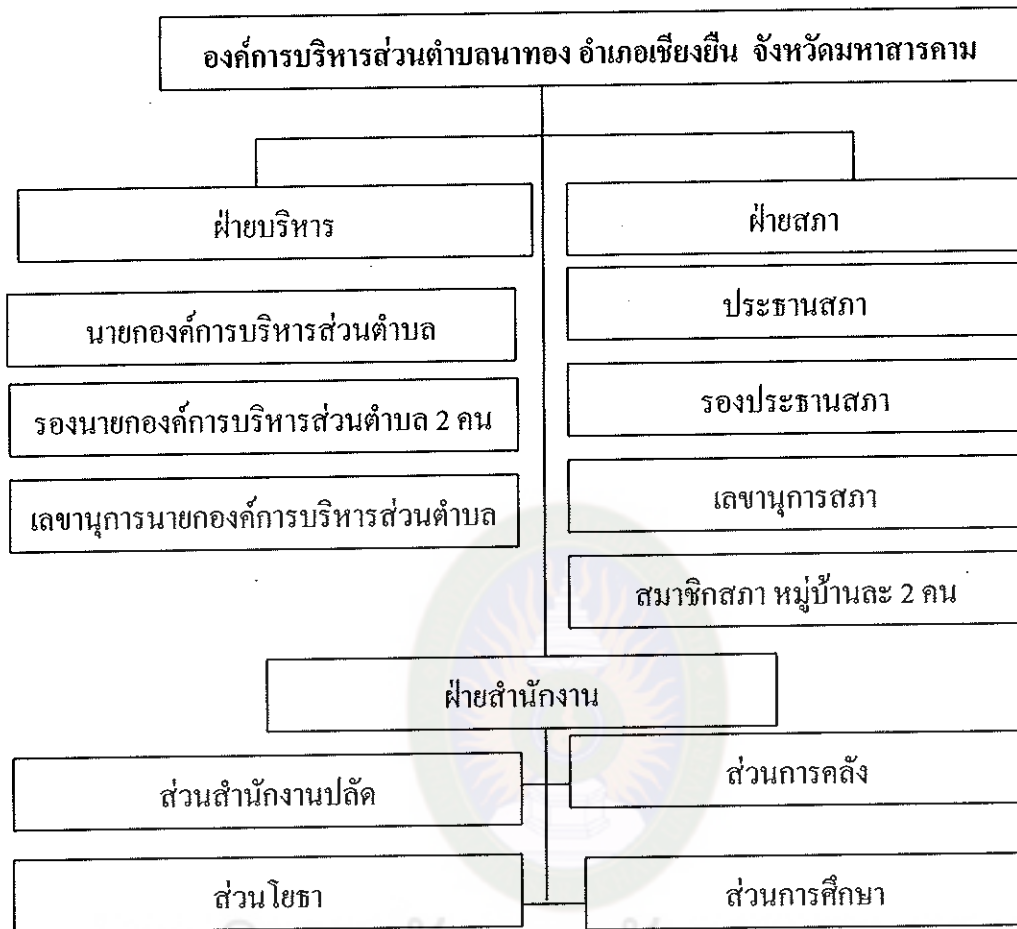 องค์การบริหารส่วนตำบลนาทอง อำเภอเชียงยืน จังหวัดมหาสารคาม
ฝ่ายบริหาร
นายกองค์การบริหารส่วนตำบล
รองนายกองค์การบริหารส่วนตำบล 2 คน
เลขานุการนายกองค์การบริหารส่วนตำบล
ฝ่ายสภา
ประธานสภา
รองประธานสภา
เลขานุการสภา
สมาชิกสภา หมู่บ้านละ 2 คน
ฝ่ายสำนักงาน
ส่วนสำนักงานปลัด
ส่วนการคลัง
ส่วนโยธา
ส่วนการศึกษา